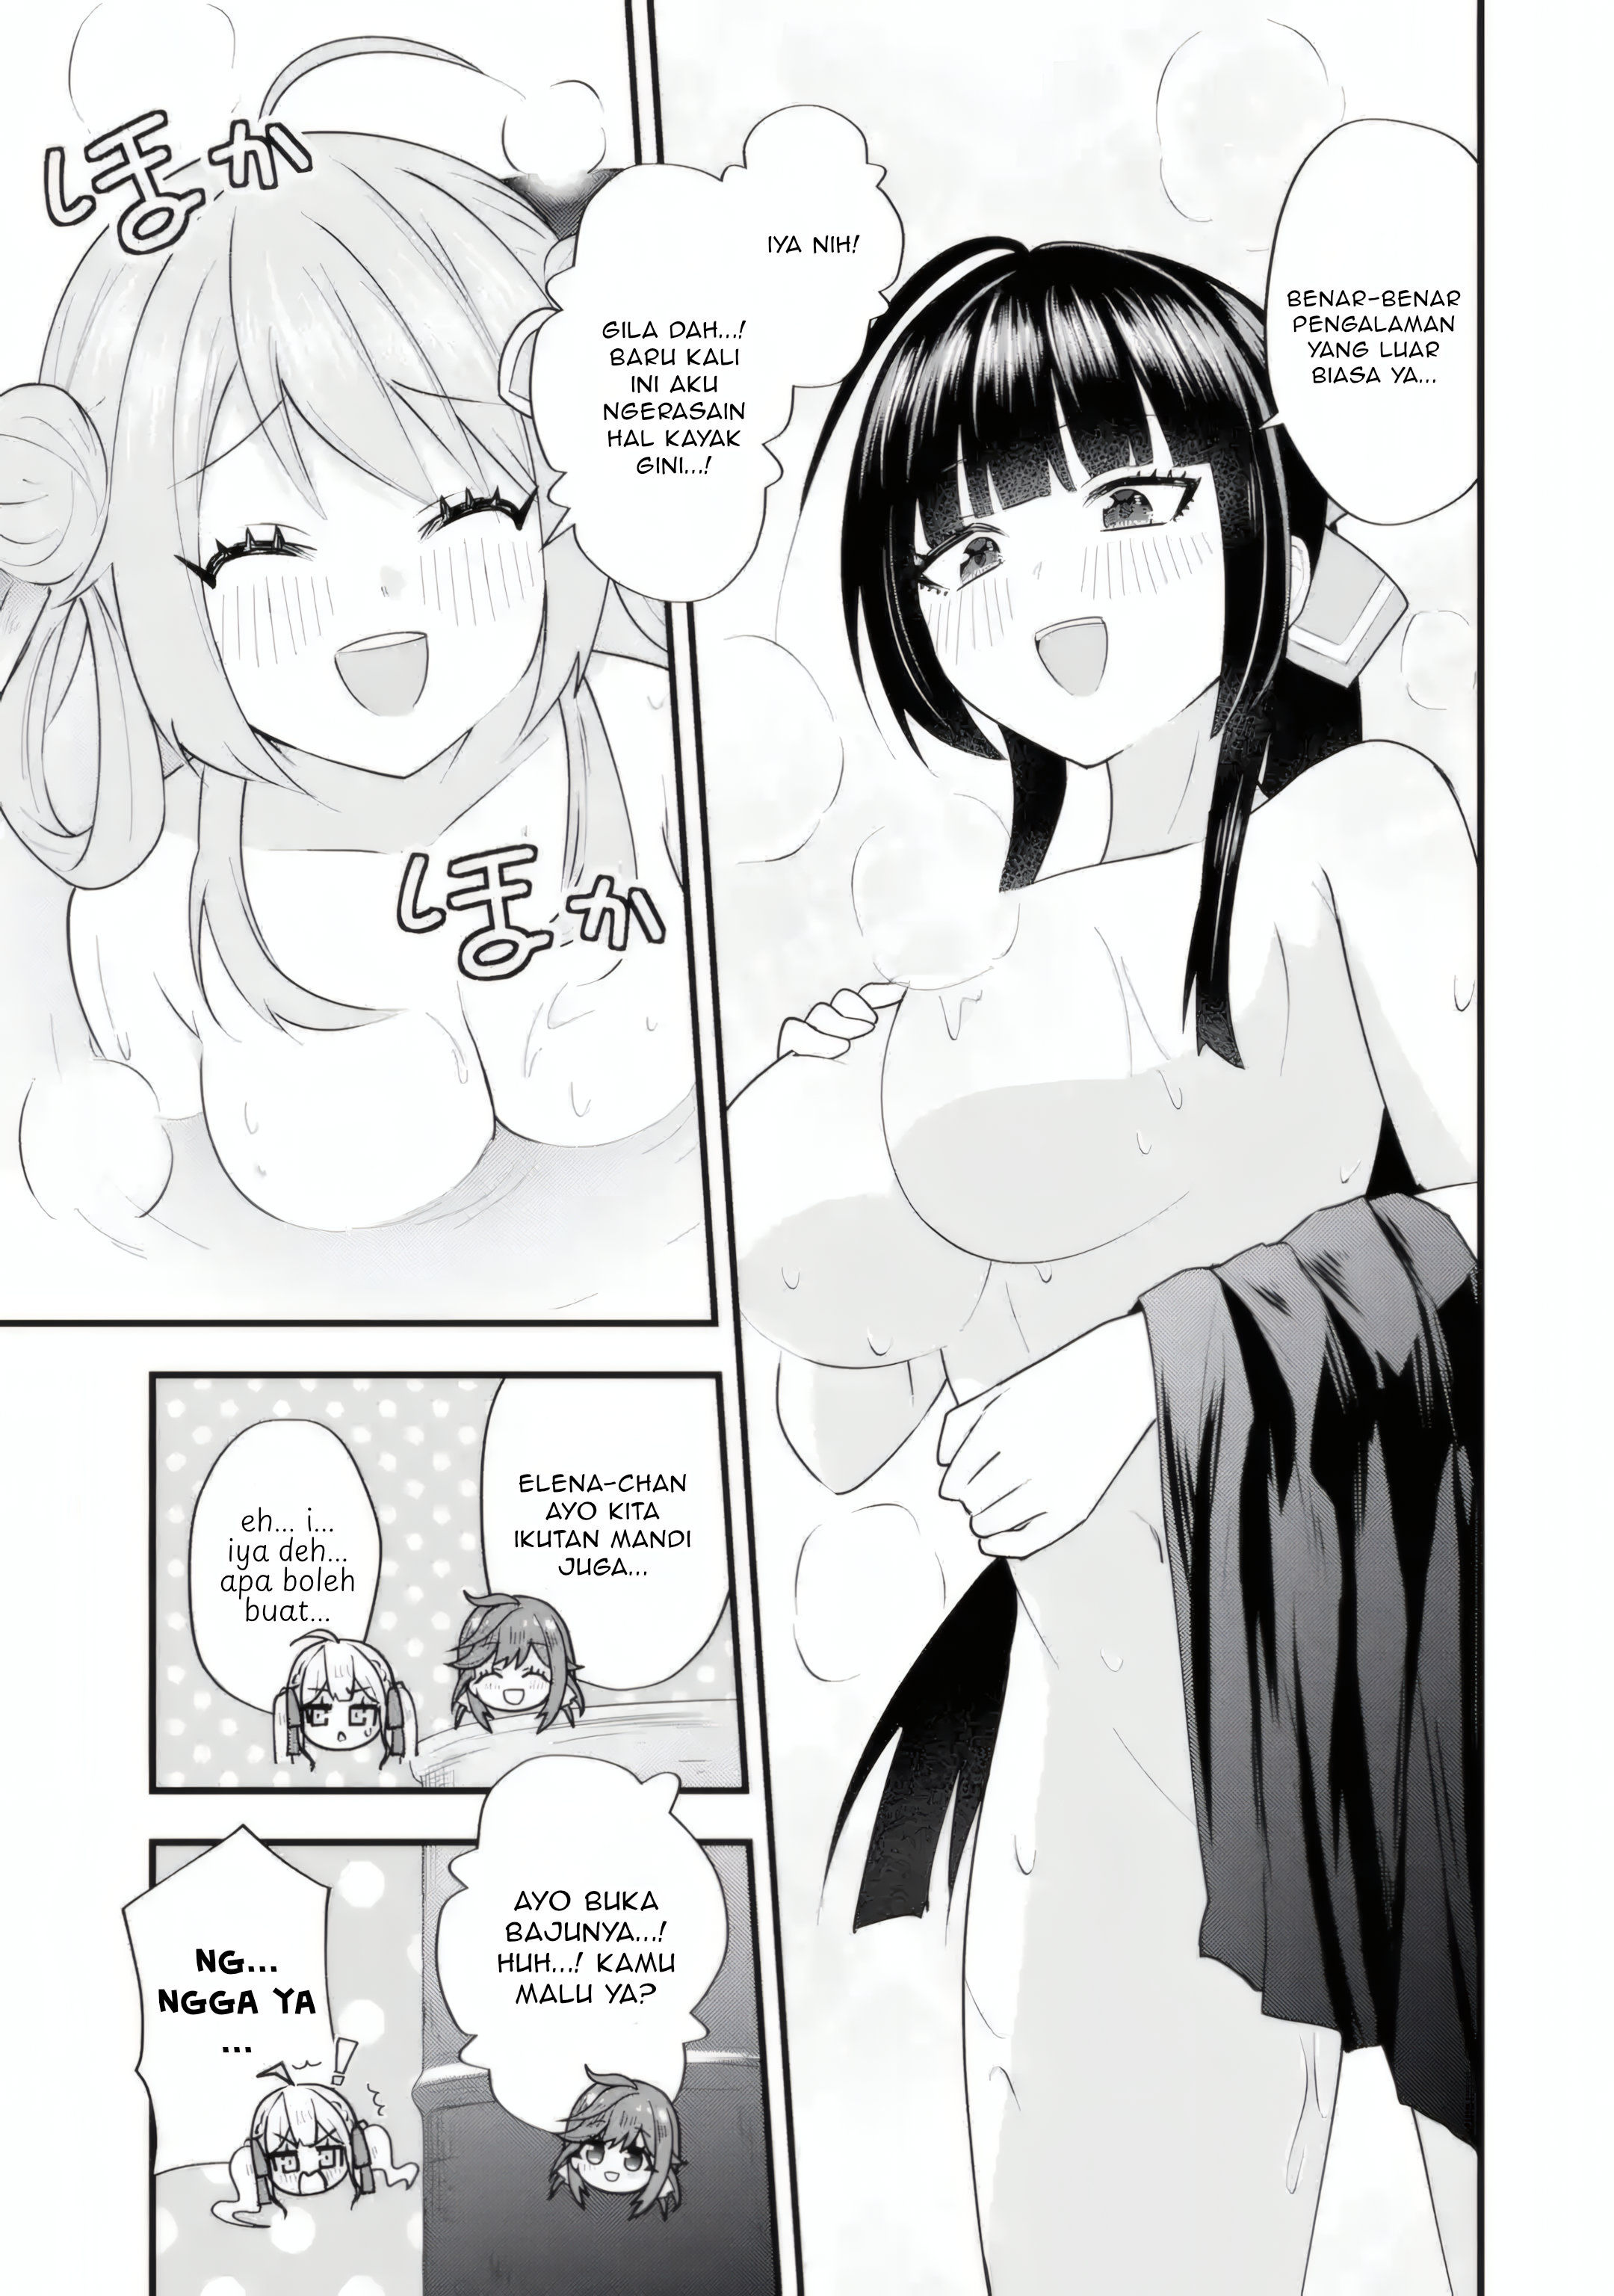 BENAR-BENAR
PENGALAMAN
YANG LUAR
BIASA YA...
IYA NIH!
GILA DAH...!
BARU KALI
INI AKU
NGERASAIN
HAL KAYAK
GINI...!
ほか
ほか
ELENA-CHAN
AYO KITA
IKUTAN MANDI
JUGA...
eh... i...
iya deh...
apa boleh
buat...
AYO BUKA
BAJUNYA...!
HUH...! KAMU
MALU YA?
NG...
NGGA YA
...
!